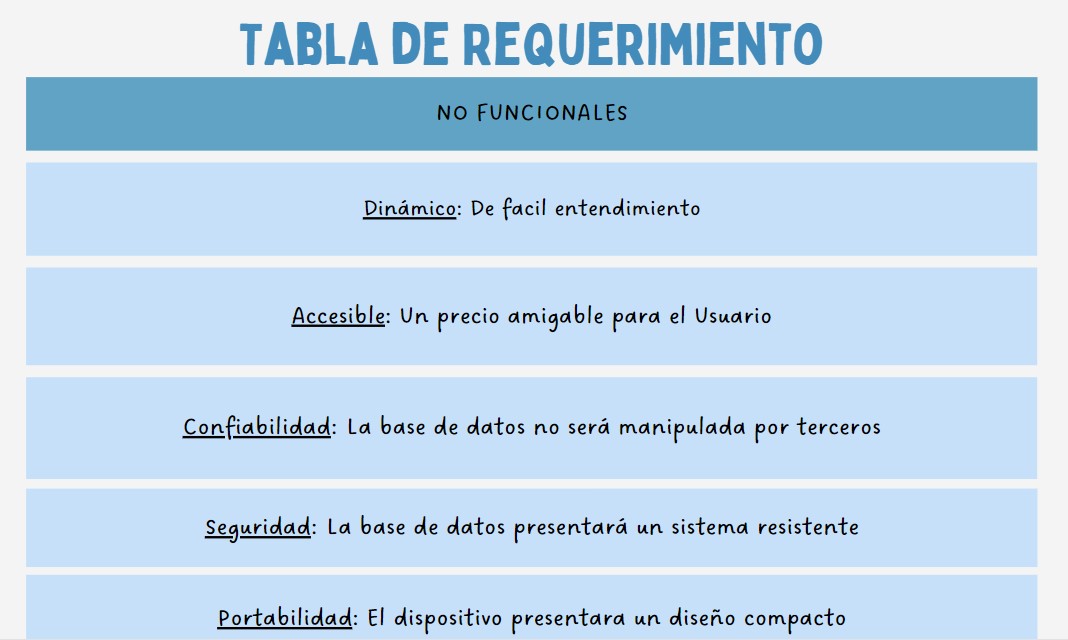 TABLA DE REQUERIMIENTO
NO FUNCIONALES
Dinámico: De facil entendimiento
Accesible: Un precio amigable para el Usuario
Confiabilidad: La base de datos no será manipulada por terceros
Seguridad: La base de datos presentará un sistema resistente
Portabilidad: El dispositivo presentara un diseño compacto